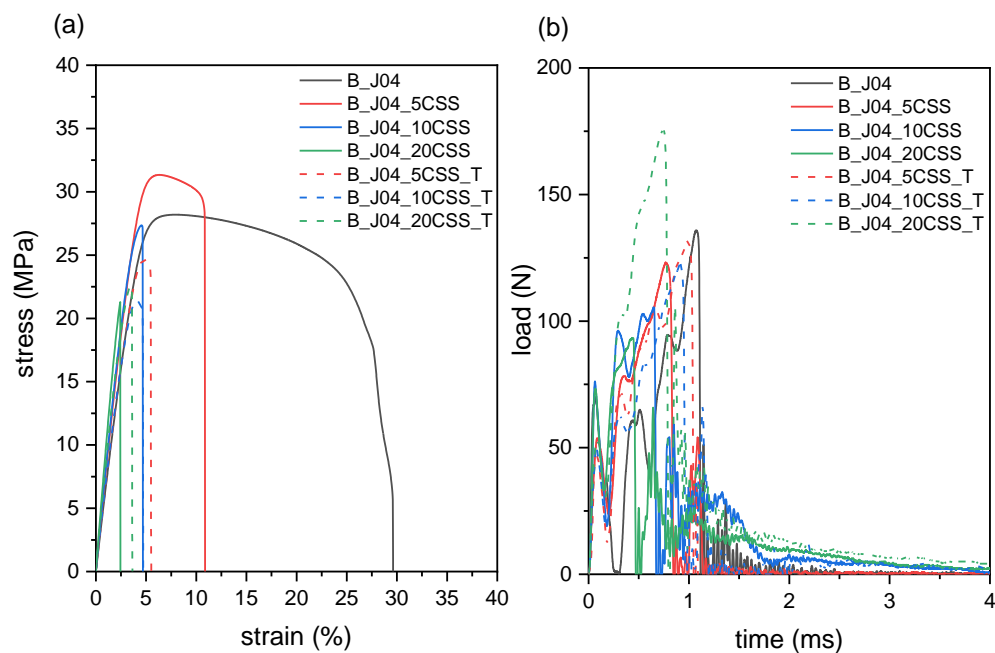 (a)
stress (MPa)
40
35
30
25
20
15
10
5
0
0 5 10 15 20 25 30 35 40
strain (%)
B_J04
B_J04_5CSS
B_J04_10CSS
B_J04_20CSS
B_J04_5CSS_T
B_J04_10CSS_T
B_J04_20CSS_T
(b)
load (N)
200
150
100
50
0
0 1 2 3 4
time (ms)
B_J04
B_J04_5CSS
B_J04_10CSS
B_J04_20CSS
B_J04_5CSS_T
B_J04_10CSS_T
B_J04_20CSS_T